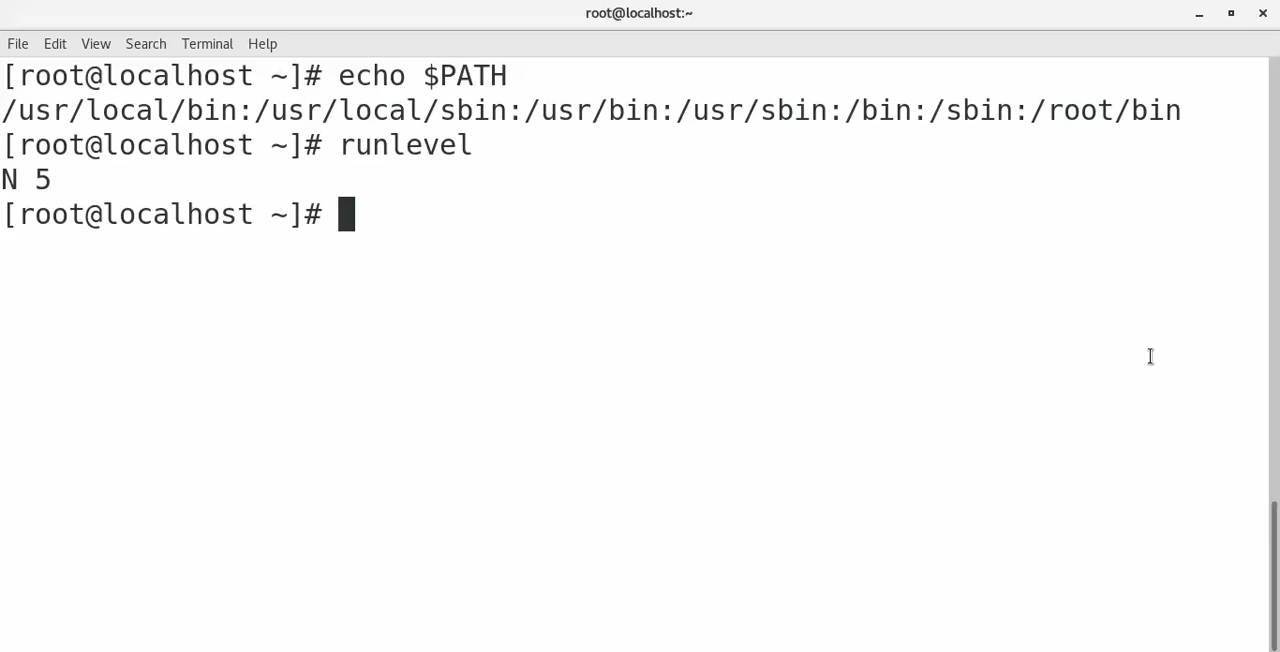 root@localhost:~
File Edit View Search Terminal Help
[root@localhost ~]# echo $PATH
/usr/local/bin:/usr/local/sbin:/usr/bin:/usr/sbin:/bin:/sbin:/root/bin
[root@localhost ~]# runlevel
N 5
[root@localhost ~]#